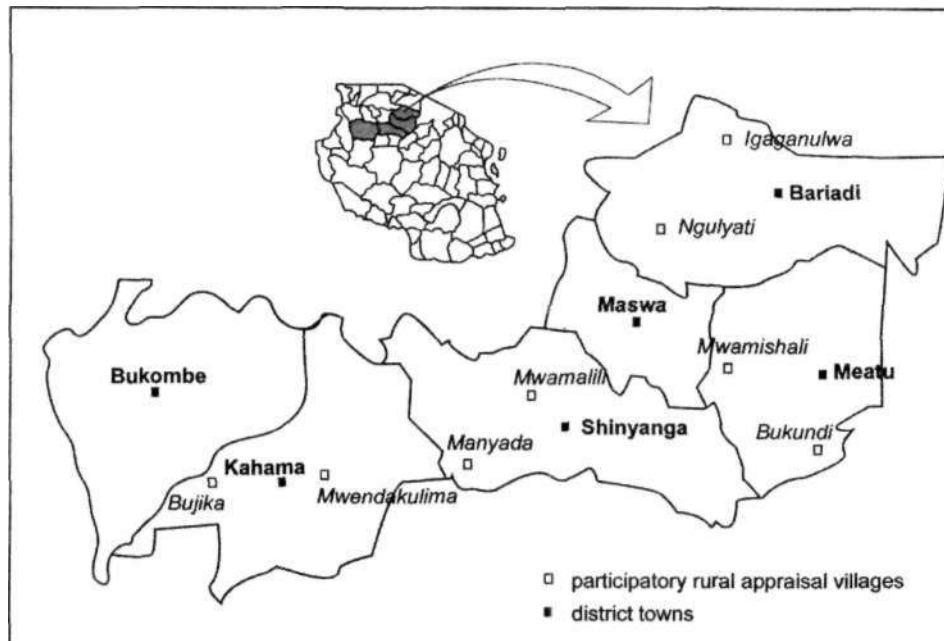 Igaganulwa
Bariadi
Ngulyati
Maswa
Mwamishali
Bukombe
Mwamalili
Meatu
Shinyanga
Bukundi
Manyada
Kahama
Bujika
Mwendakulima
participatory rural appraisal villages
district towns